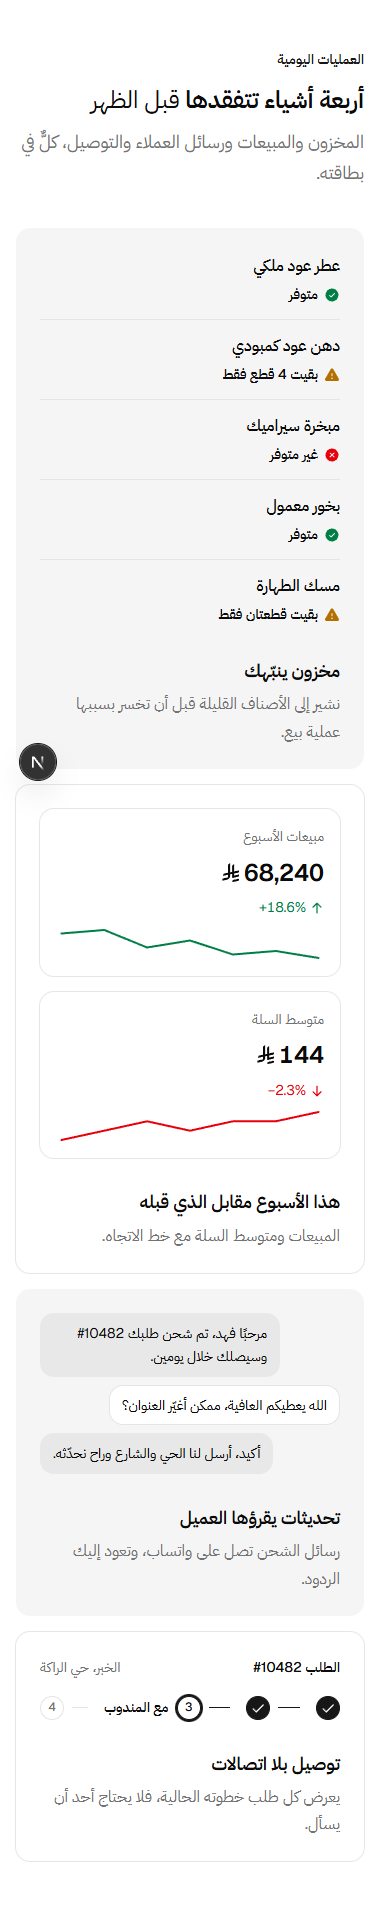 العمليات اليومية
أربعة أشياء تتفقدها قبل الظهر
المخزون والمبيعات ورسائل العملاء والتوصيل، كلٌّ في
بطاقته.
عطر عود ملكي
متوفر
دهن عود كمبودي
بقيت 4 قطع فقط
مبخرة سيراميك
غير متوفر
بخور معمول
متوفر
مسك الطهارة
بقيت قطعتان فقط
مخزون ينبّهك
نشير إلى الأصناف القليلة قبل أن تخسر بسببها
عملية بيع.
N
مبيعات الأسبوع
68,240 ⃁
+18.6%
متوسط السلة
144 ⃁
−2.3%
هذا الأسبوع مقابل الذي قبله
المبيعات ومتوسط السلة مع خط الاتجاه.
مرحبًا فهد، تم شحن طلبك 10482#
وسيصلك خلال يومين.
الله يعطيكم العافية، ممكن أغيّر العنوان؟
أكيد، أرسل لنا الحي والشارع وراح نحدّثه.
تحديثات يقرؤها العميل
رسائل الشحن تصل على واتساب، وتعود إليك
الردود.
الطلب 10482#
الخبر، حي الراكة
3 مع المندوب 4
توصيل بلا اتصالات
يعرض كل طلب خطوته الحالية، فلا يحتاج أحد أن
يسأل.